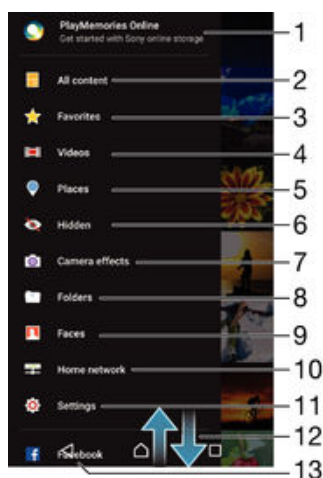 PlayMemories Online 1
Get started with Sony online storage
All content 2
Favorites 3
Videos 4
Places 5
Hidden 6
Camera effects 7
Folders 8
Faces 9
Home network 10
Settings 11
12
Facebook
13